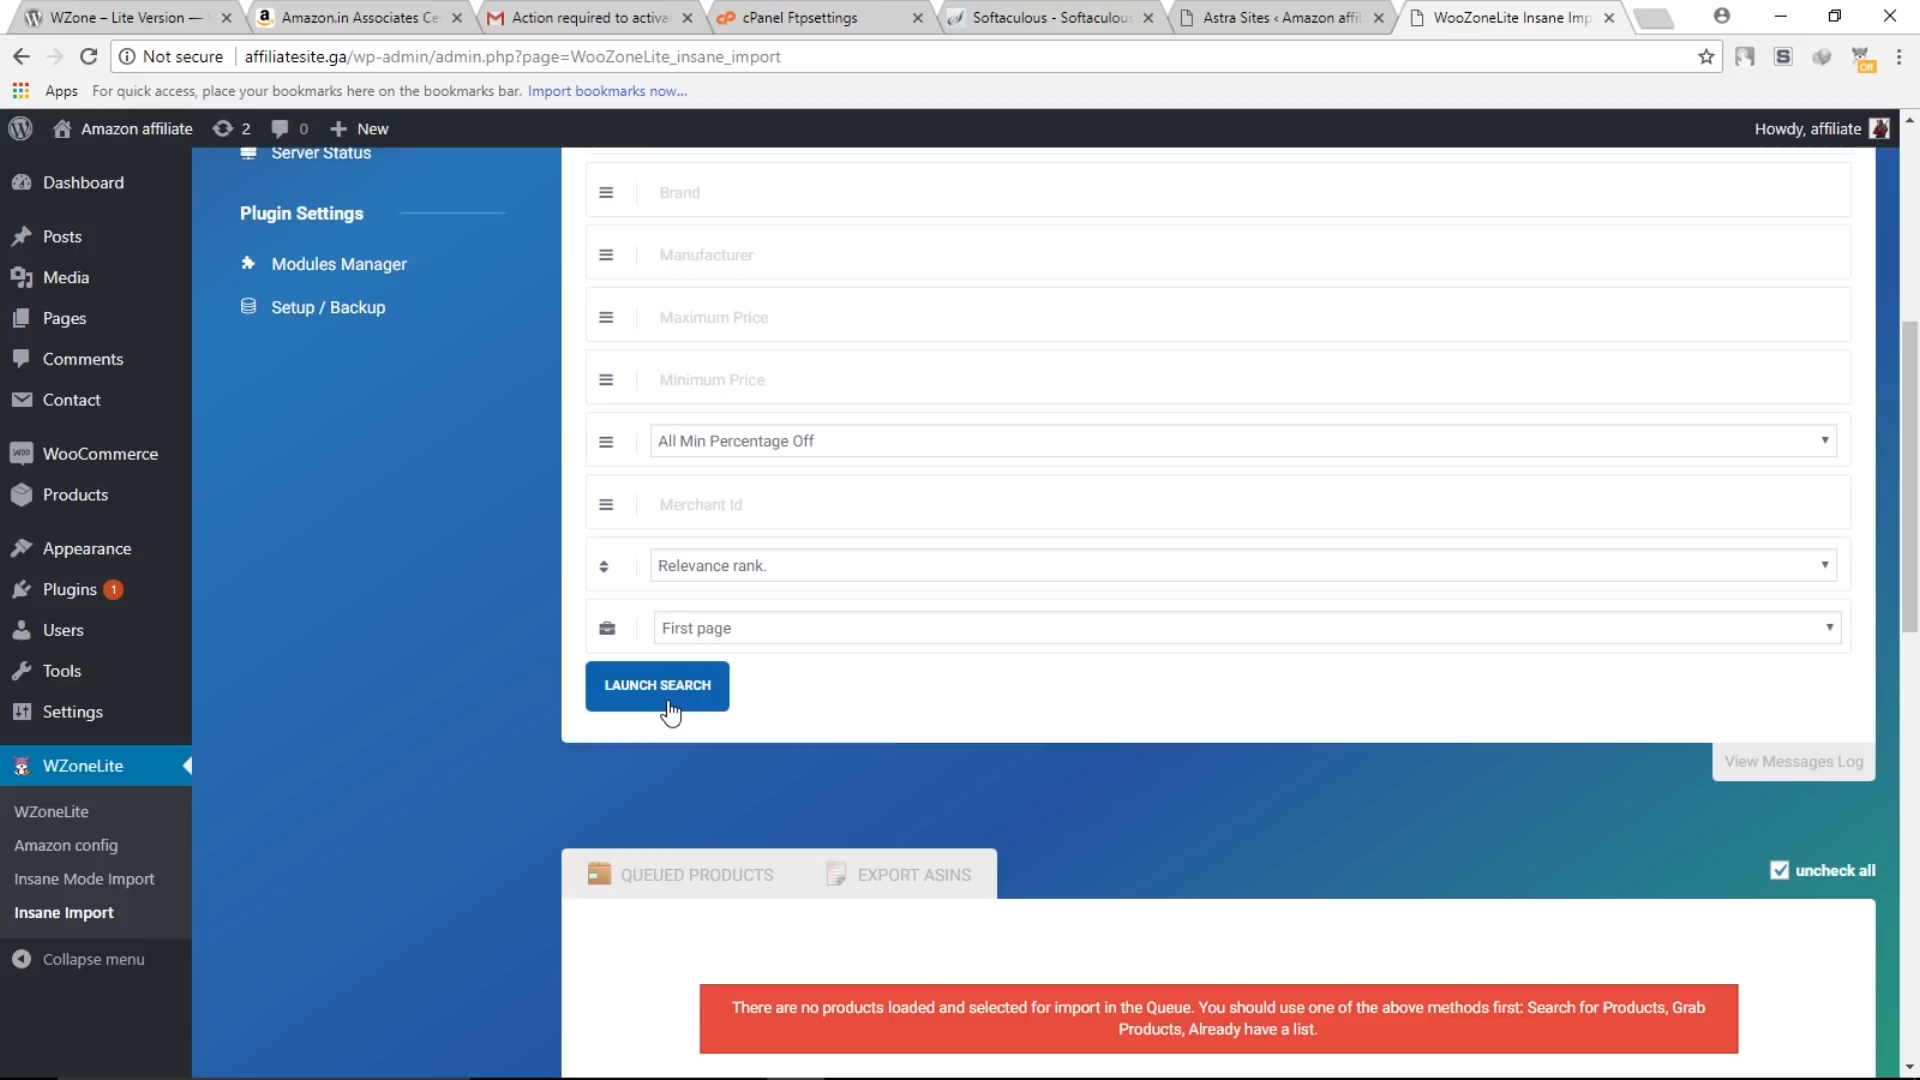 WZone – Lite Version —
Amazon.in Associates Ce
Action required to activa
cPanel Ftpsettings
Softaculous - Softaculou
Astra Sites ‹ Amazon affil
WooZoneLite Insane Imp
Not secure
affiliatesite.ga/wp-admin/admin.php?page=WooZoneLite_insane_import
Apps
For quick access, place your bookmarks here on the bookmarks bar. Import bookmarks now...
Off
Amazon affiliate
2
0
New
Howdy, affiliate
Dashboard
Posts
Media
Pages
Comments
Contact
WooCommerce
Products
Appearance
Plugins 1
Users
Tools
Settings
WZoneLite
WZoneLite
Amazon config
Insane Mode Import
Insane Import
Collapse menu
Server Status
Plugin Settings
Modules Manager
Setup / Backup
Brand
Manufacturer
Maximum Price
Minimum Price
All Min Percentage Off
Merchant Id
Relevance rank.
First page
LAUNCH SEARCH
View Messages Log
QUEUED PRODUCTS
EXPORT ASINS
uncheck all
There are no products loaded and selected for import in the Queue. You should use one of the above methods first: Search for Products, Grab
Products, Already have a list.